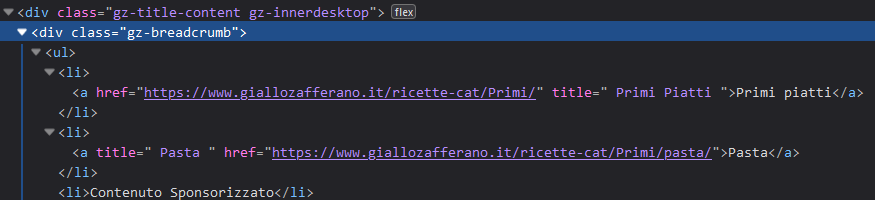 <div class="gz-title-content gz-innerdesktop"> flex
<div class="gz-breadcrumb">
<ul>
<li>
<a href="https://www.giallozafferano.it/ricette-cat/Primi/" title=" Primi Piatti ">Primi piatti</a>
</li>
<li>
<a title=" Pasta " href="https://www.giallozafferano.it/ricette-cat/Primi/pasta/">Pasta</a>
</li>
<li>Contenuto Sponsorizzato</li>